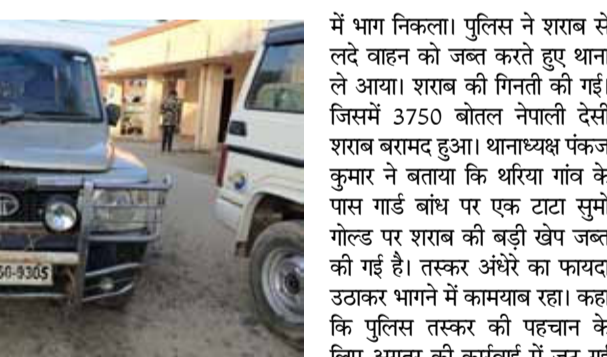 में भाग निकला। पुलिस ने शराब से
लदे वाहन को जब्त करते हुए थाना
ले आया। शराब की गिनती की गई।
जिसमें 3750 बोतल नेपाली देसी
शराब बरामद हुआ। थानाध्यक्ष पंकज
कुमार ने बताया कि थरिया गांव के
पास गार्ड बांध पर एक टाटा सुमो
गोल्ड पर शराब की बड़ी खेप जब्त
की गई है। तस्कर अंधेरे का फायदा
उठाकर भागने में कामयाब रहा। कहा
कि पुलिस तस्कर की पहचान के
-9305